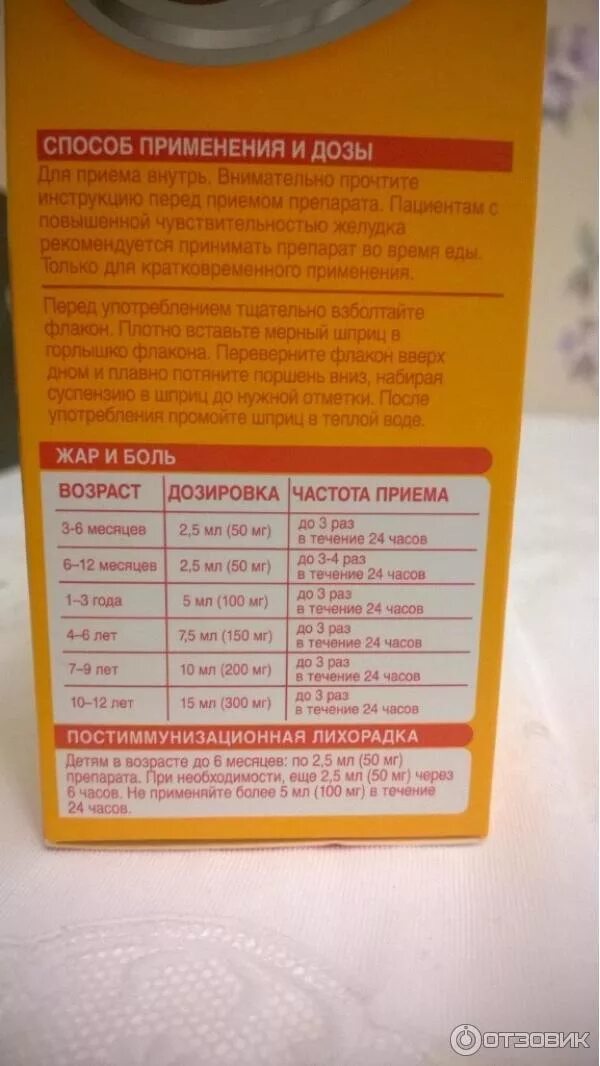 СПОСОБ ПРИМЕНЕНИЯ И ДОЗЫ
Для приема внутрь. Внимательно прочтите
инструкцию перед приемом препарата. Пациентам с
повышенной чувствительностью желудка
рекомендуется принимать препарат во время еды.
Только для кратковременного применения.
Перед употреблением тщательно взболтайте
флакон. Плотно вставьте мерный шприц в
горлышко флакона. Переверните флакон вверх
дном и плавно потяните поршень вниз, набирая
суспензию в шприц до нужной отметки. После
употребления промойте шприц в теплой воде.
ЖАР И БОЛЬ
ВОЗРАСТ ДОЗИРОВКА ЧАСТОТА ПРИЕМА
3-6 месяцев 2,5 мл (50 мг) до 3 раз
в течение 24 часов
6–12 месяцев 2,5 мл (50 мг) до 3-4 раз
в течение 24 часов
1–3 года 5 мл (100 мг) до 3 раз
в течение 24 часов
4–6 лет 7,5 мл (150 мг) до 3 раз
в течение 24 часов
7–9 лет 10 мл (200 мг) до 3 раз
в течение 24 часов
10–12 лет 15 мл (300 мг) до 3 раз
в течение 24 часов
ПОСТИММУНИЗАЦИОННАЯ ЛИХОРАДКА
Детям в возрасте до 6 месяцев: по 2,5 мл (50 мг)
препарата. При необходимости, еще 2,5 мл (50 мг) через
6 часов. Не применяйте более 5 мл (100 мг) в течение
24 часов.
ОТЗОВИК